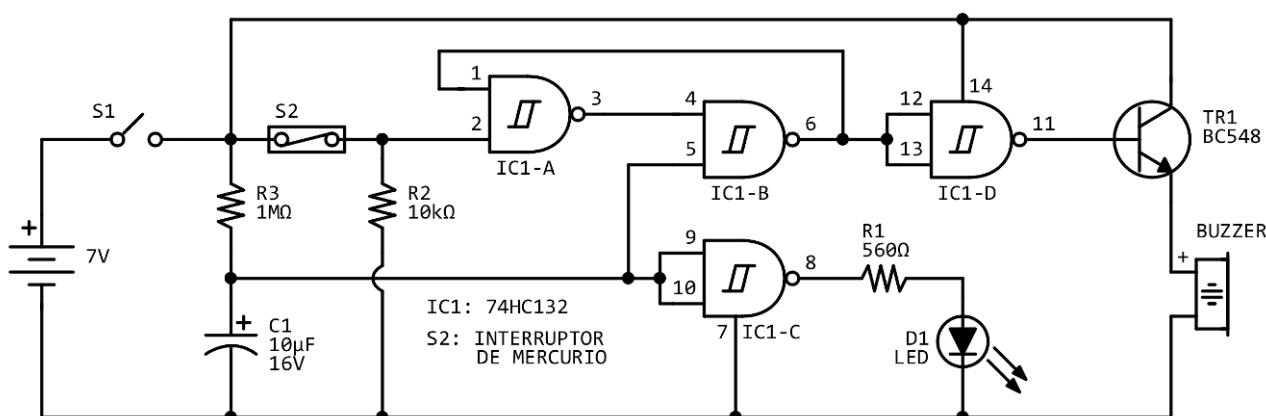 1
14
12
S1
S2
3
4
TR1
BC548
2
6
11
5
13
IC1-A
IC1-B
IC1-D
R3
1MΩ
R2
10kΩ
+
7V
9
8
R1
560Ω
BUZZER
+
10
IC1: 74HC132
S2: INTERRUPTOR
DE MERCURIO
+
C1
10µF
16V
7
IC1-C
D1
LED